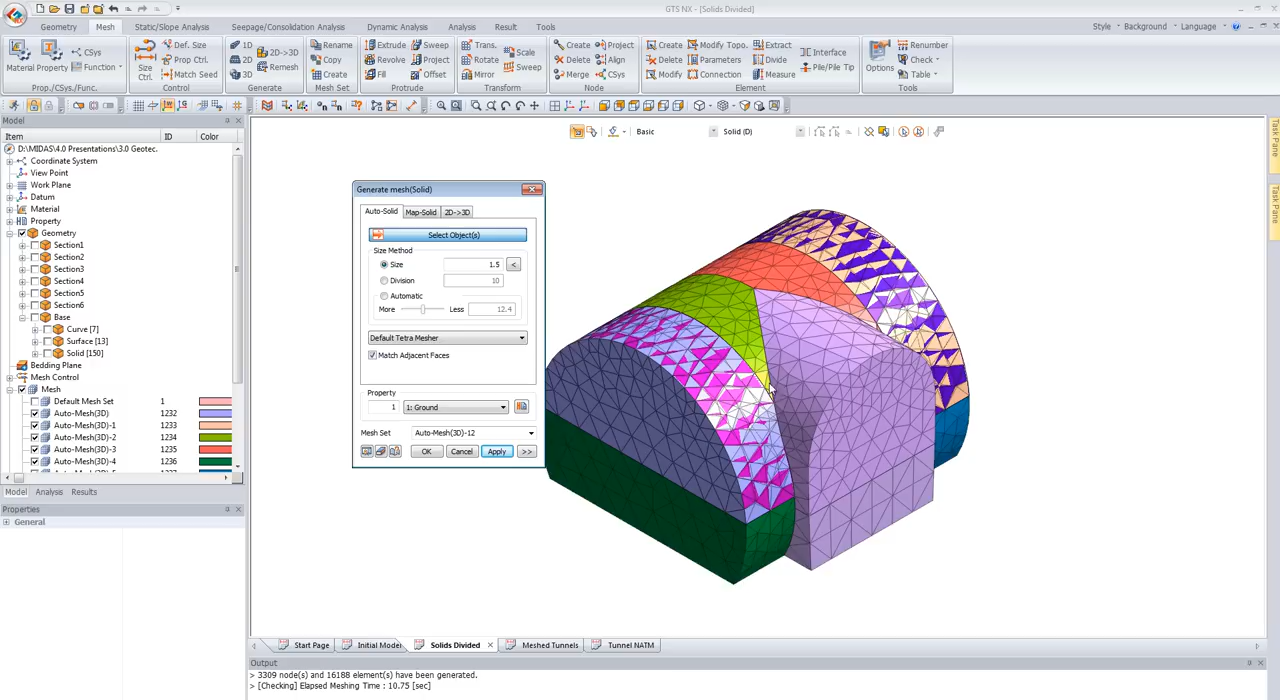 GTS NX - [Solids Divided]
Geometry Mesh Static/Slope Analysis Seepage/Consolidation Analysis Dynamic Analysis Analysis Result Tools
Style Background Language
Material Property CSys Function
Prop./CSys./Func.
Size Ctrl. Def. Size Prop Ctrl. Match Seed
Control
1D 2D 3D 2D->3D Remesh
Generate
Rename Copy Create
Mesh Set
Extrude Revolve Fill Sweep Project Offset
Protrude
Trans. Rotate Mirror Scale Sweep
Transform
Create Delete Merge Project Align CSys
Node
Create Delete Modify Modify Topo. Parameters Connection Extract Divide Measure Interface Pile/Pile Tip
Element
Options Renumber Check Table
Tools
Model
Item ID Color
D:\MIDAS\4.0 Presentations\3.0 Geotec.
Coordinate System
View Point
Work Plane
Datum
Material
Property
Geometry
Section1
Section2
Section3
Section4
Section5
Section6
Base
Curve [7]
Surface [13]
Solid [150]
Bedding Plane
Mesh Control
Mesh
Default Mesh Set 1
Auto-Mesh(3D) 1232
Auto-Mesh(3D)-1 1233
Auto-Mesh(3D)-2 1234
Auto-Mesh(3D)-3 1235
Auto-Mesh(3D)-4 1236
Model Analysis Results
Properties
General
Basic Solid (D)
Task Pane
Task Pane
Generate mesh(Solid)
Auto-Solid Map-Solid 2D->3D
Select Object(s)
Size Method
Size 1.5 <
Division 10
Automatic
More Less 12.4
Default Tetra Mesher
Match Adjacent Faces
Property
1 1: Ground
Mesh Set Auto-Mesh(3D)-12
OK Cancel Apply >>
Start Page Initial Model Solids Divided Meshed Tunnels Tunnel NATM
Output
> 3309 node(s) and 16188 element(s) have been generated.
> [Checking] Elapsed Meshing Time : 10.75 [sec]